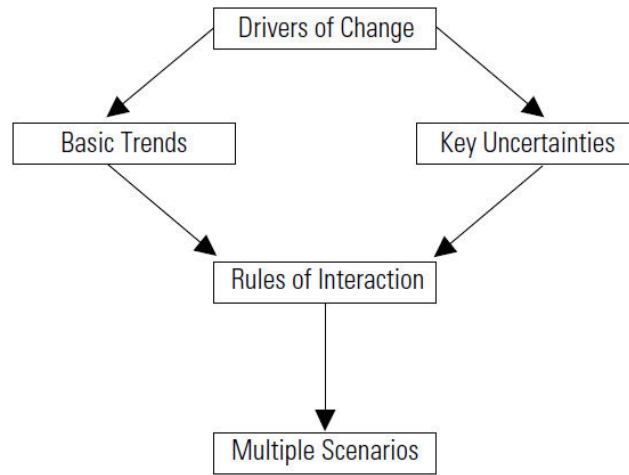 Drivers of Change
Basic Trends
Key Uncertainties
Rules of Interaction
Multiple Scenarios